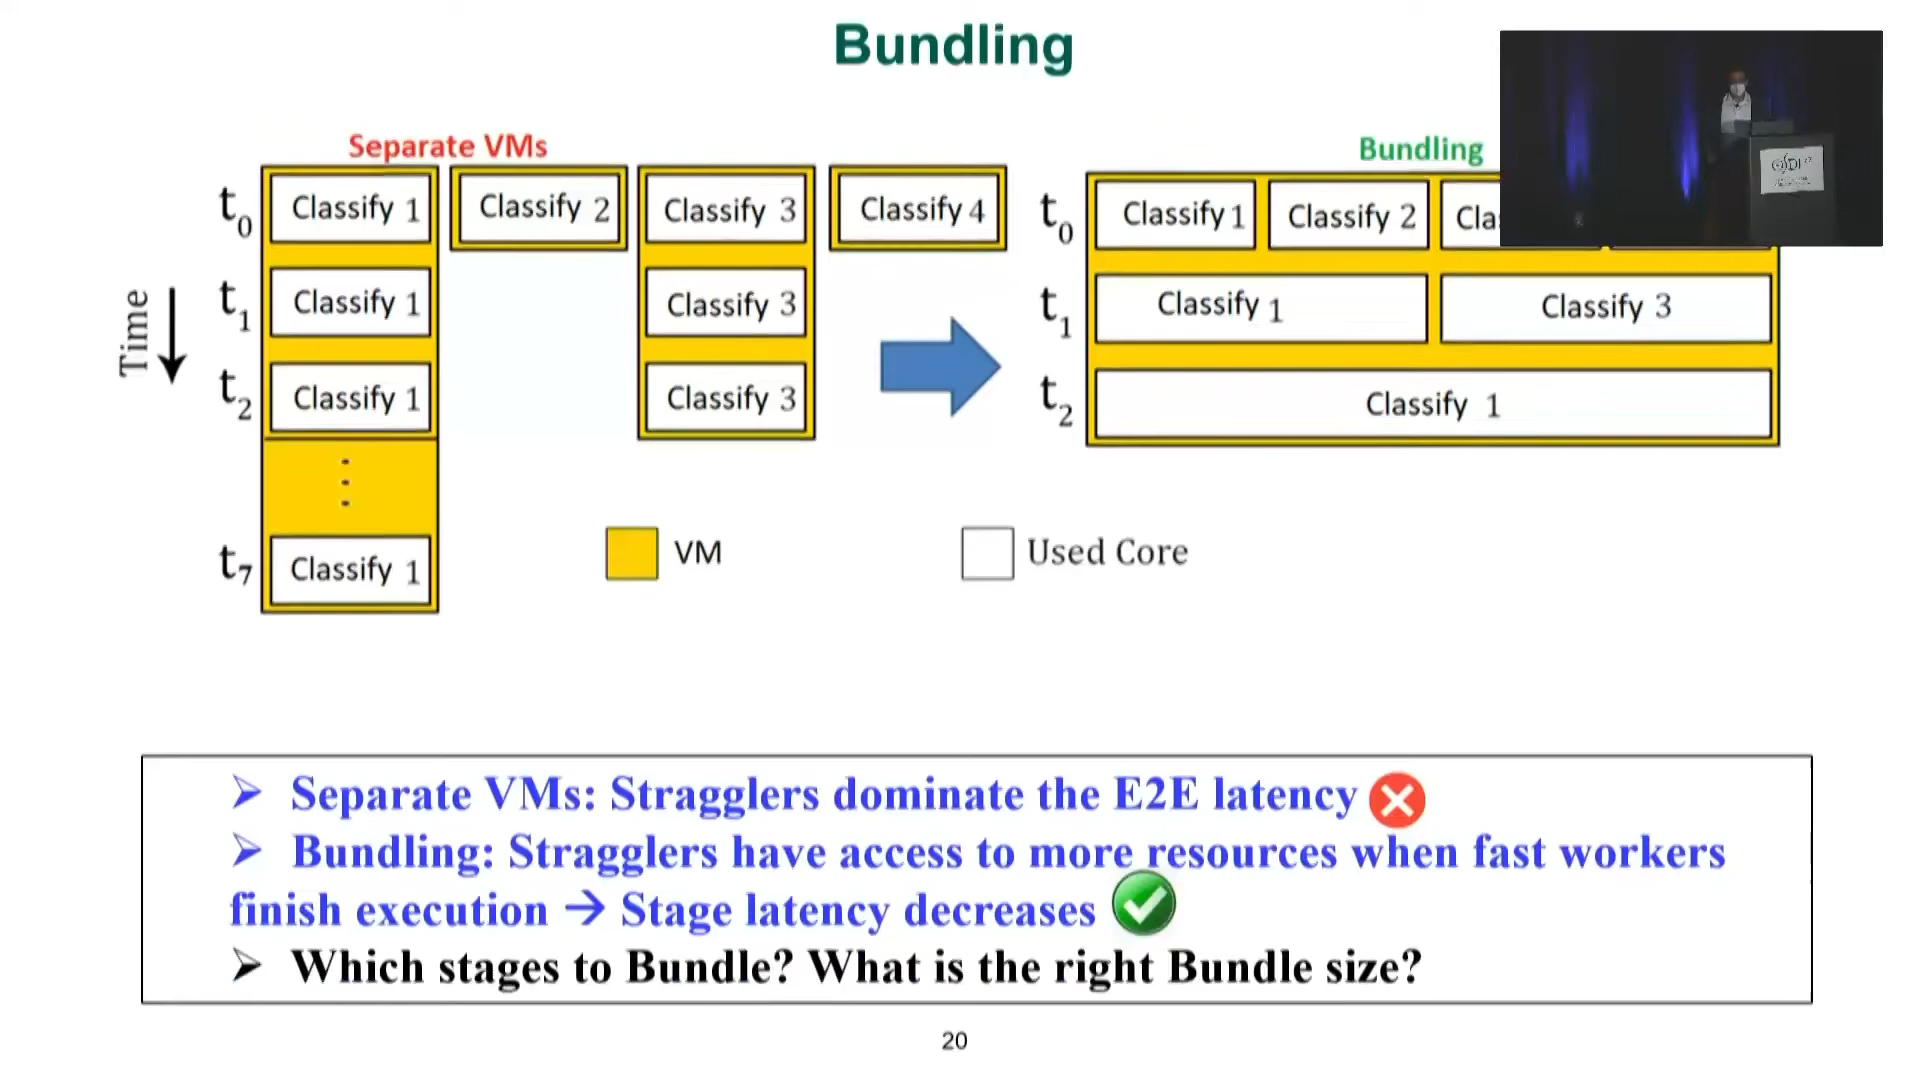 Bundling
Separate VMs
Bundling
t0 Classify 1 Classify 2 Classify 3 Classify 4
t0 Classify 1 Classify 2 Cla
Time
t1 Classify 1 Classify 3
t1 Classify 1 Classify 3
t2 Classify 1 Classify 3
t2 Classify 1
t7 Classify 1
VM
Used Core
➢ Separate VMs: Stragglers dominate the E2E latency
➢ Bundling: Stragglers have access to more resources when fast workers
finish execution → Stage latency decreases
➢ Which stages to Bundle? What is the right Bundle size?
20